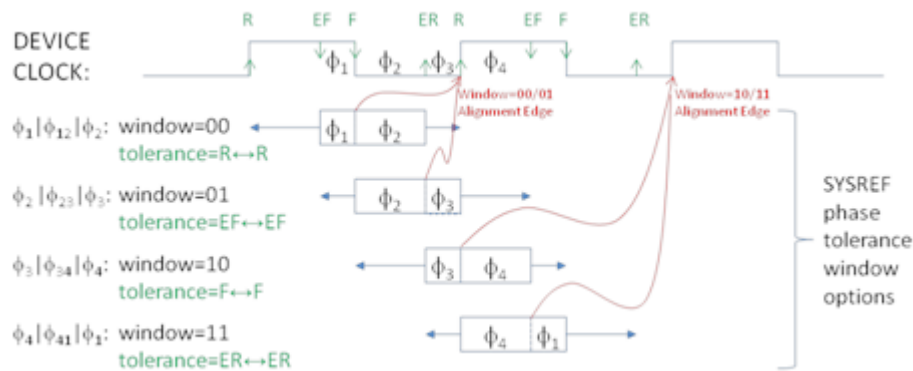 R EF F ER R EF F ER
DEVICE
CLOCK:
ϕ1 ϕ2 ϕ3 ϕ4
Window=00/01
Alignment Edge
Window=10/11
Alignment Edge
ϕ1|ϕ12|ϕ2: window=00
tolerance=R↔R
ϕ1 ϕ2
ϕ2|ϕ23|ϕ3: window=01
tolerance=EF↔EF
ϕ2 ϕ3
ϕ3|ϕ34|ϕ4: window=10
tolerance=F↔F
ϕ3 ϕ4
ϕ4|ϕ41|ϕ1: window=11
tolerance=ER↔ER
ϕ4 ϕ1
SYSREF
phase
tolerance
window
options